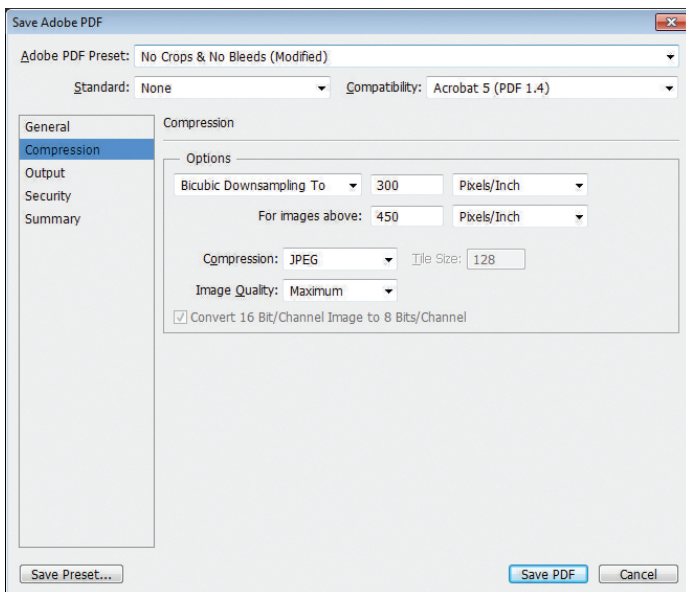 Save Adobe PDF
Adobe PDF Preset: No Crops & No Bleeds (Modified)
Standard: None Compatibility: Acrobat 5 (PDF 1.4)
General
Compression
Output
Security
Summary
Compression
Options
Bicubic Downsampling To 300 Pixels/Inch
For images above: 450 Pixels/Inch
Compression: JPEG Tile Size: 128
Image Quality: Maximum
Convert 16 Bit/Channel Image to 8 Bits/Channel
Save Preset... Save PDF Cancel